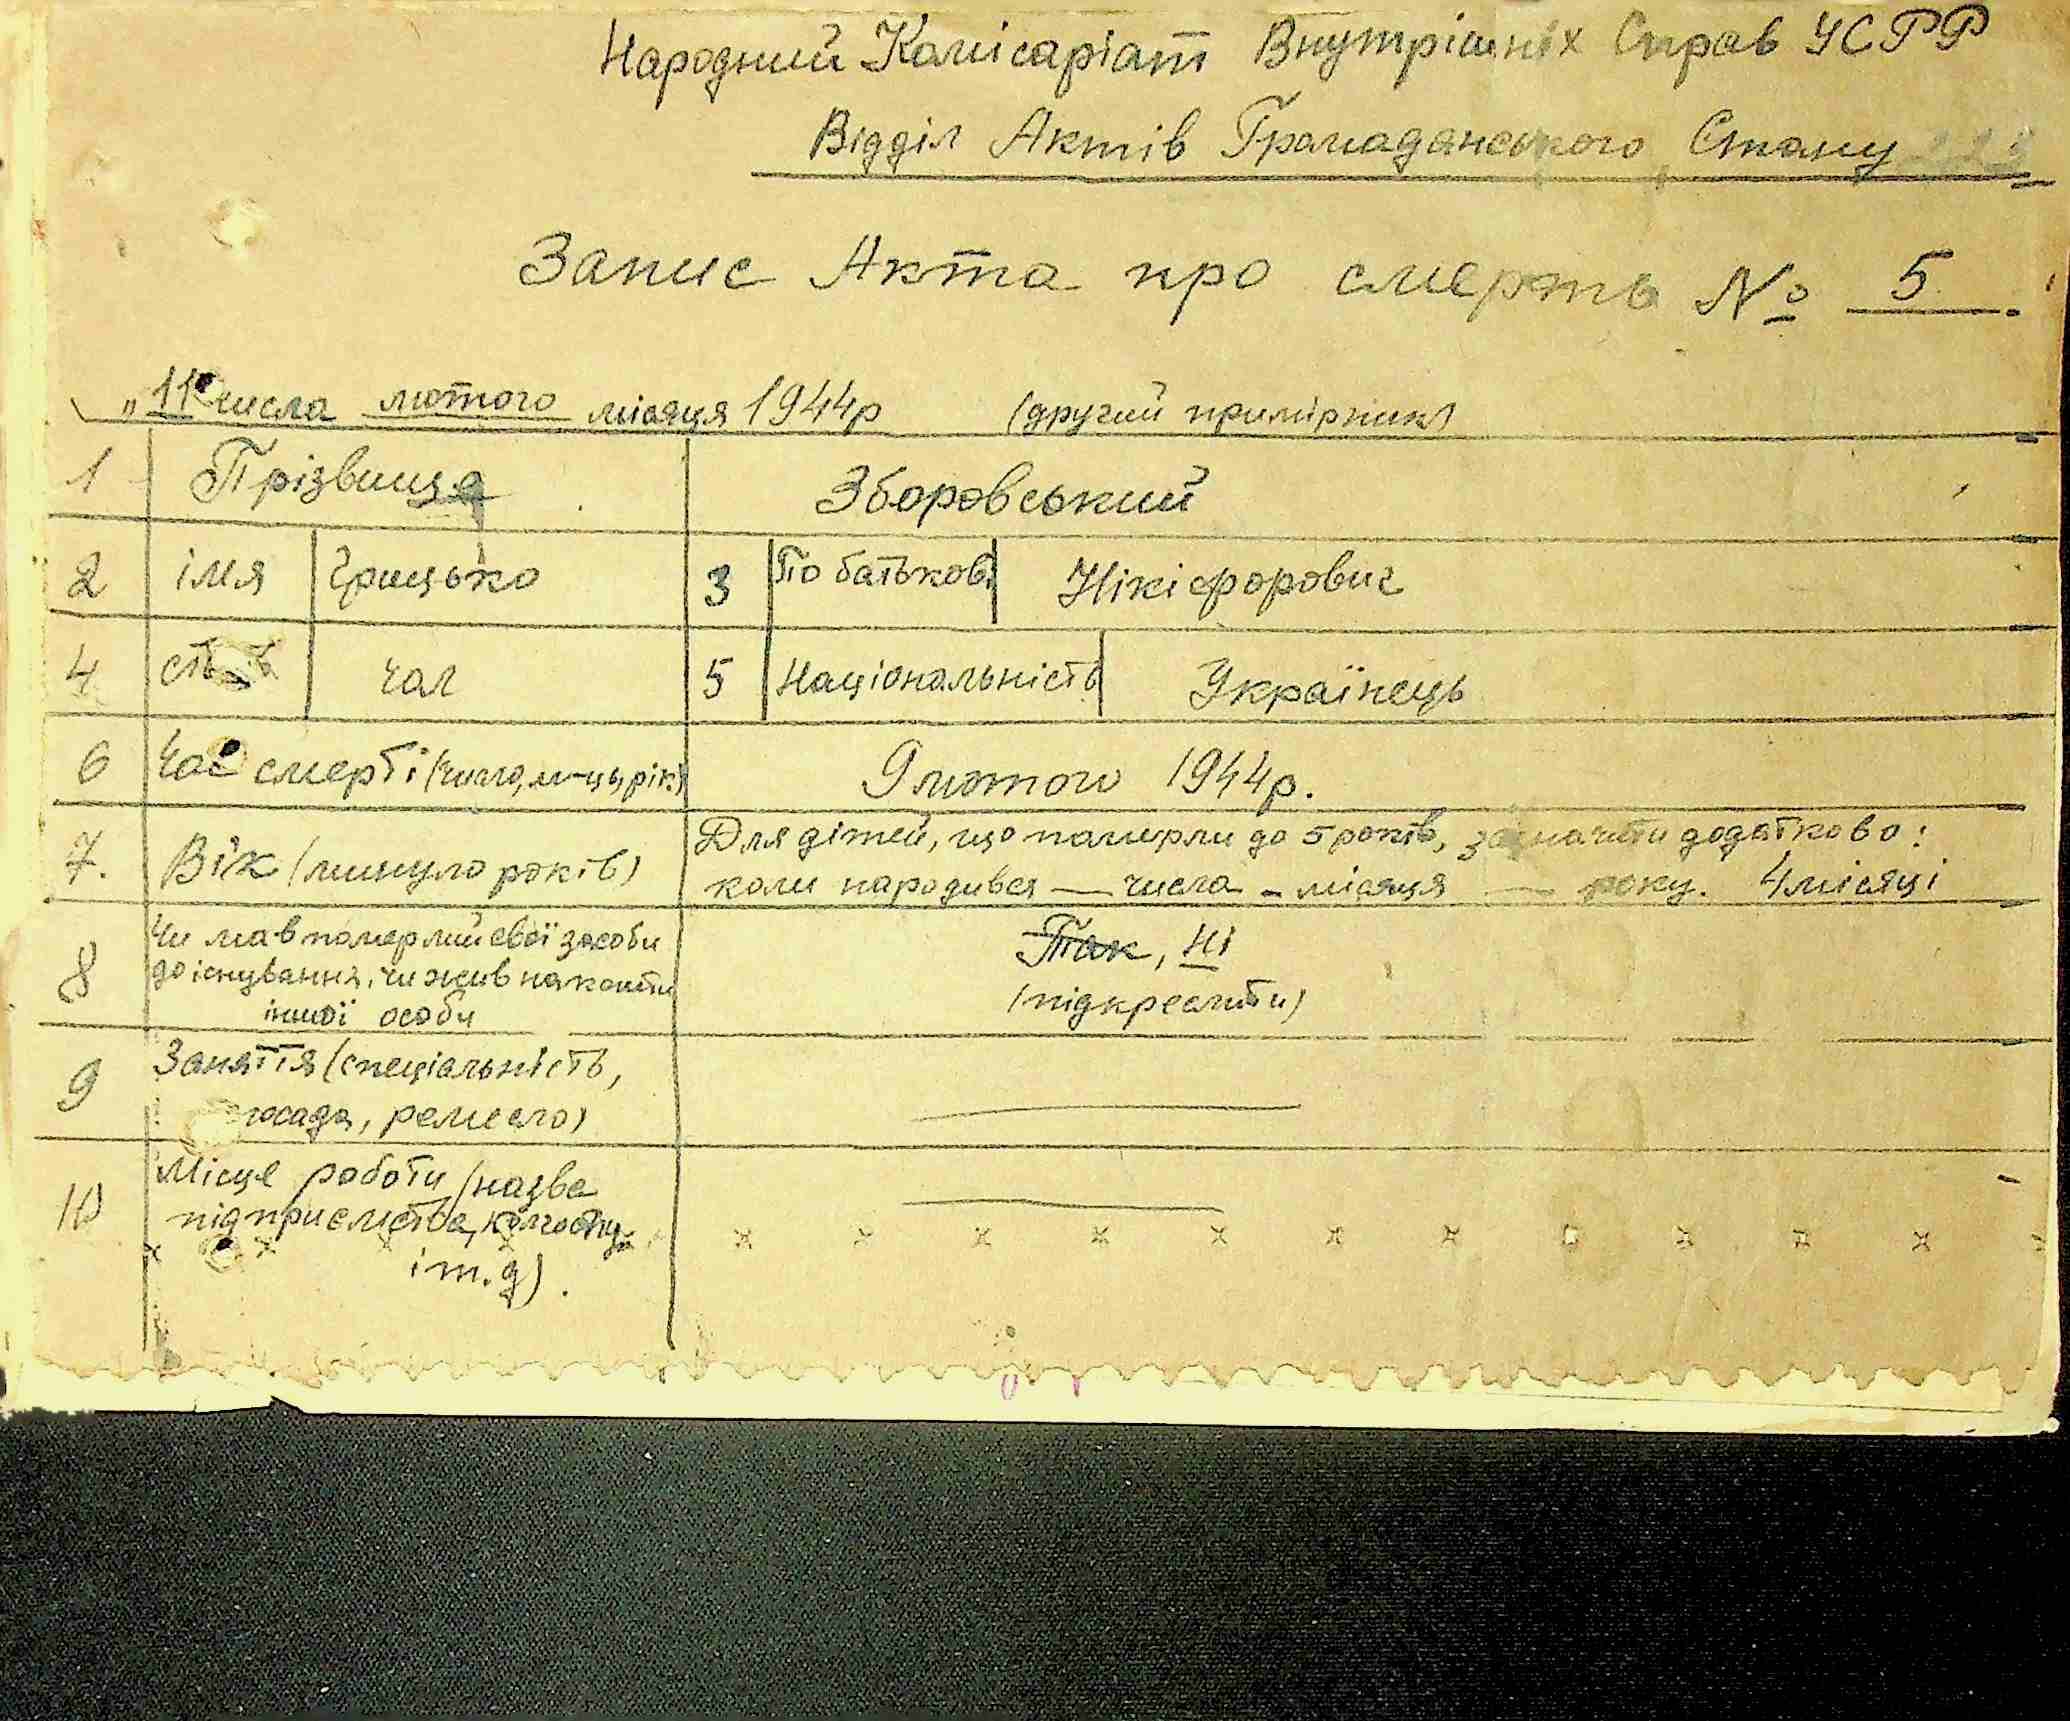 Народний Комісаріат Внутрішніх Справ УСРР
Відділ Актів Громадянського Стану
Запис Акта про смерть № 5.
„11" числа лютого місяця 1944р (другий примірник)
1 Прізвище Зборовський
2 імя Грицько 3 По батькові Нікіфорович
4 стать чол 5 Національність Українець
6 Час смерті (число, м-ць, рік) 9 лютого 1944р.
7. Вік (минуло років) Для дітей, що померли до 5 років, зазначити додатково:
коли народився — числа - місяця — року. 4 місяці
8 Чи мав померлий свої засоби
до існування, чи жив на кошти
іншої особи
Так, Ні
(підкреслити)
9 Заняття (спеціальність,
посада, ремесло)
10 Місце роботи (назва
підприємства, колгоспу
і т.д).